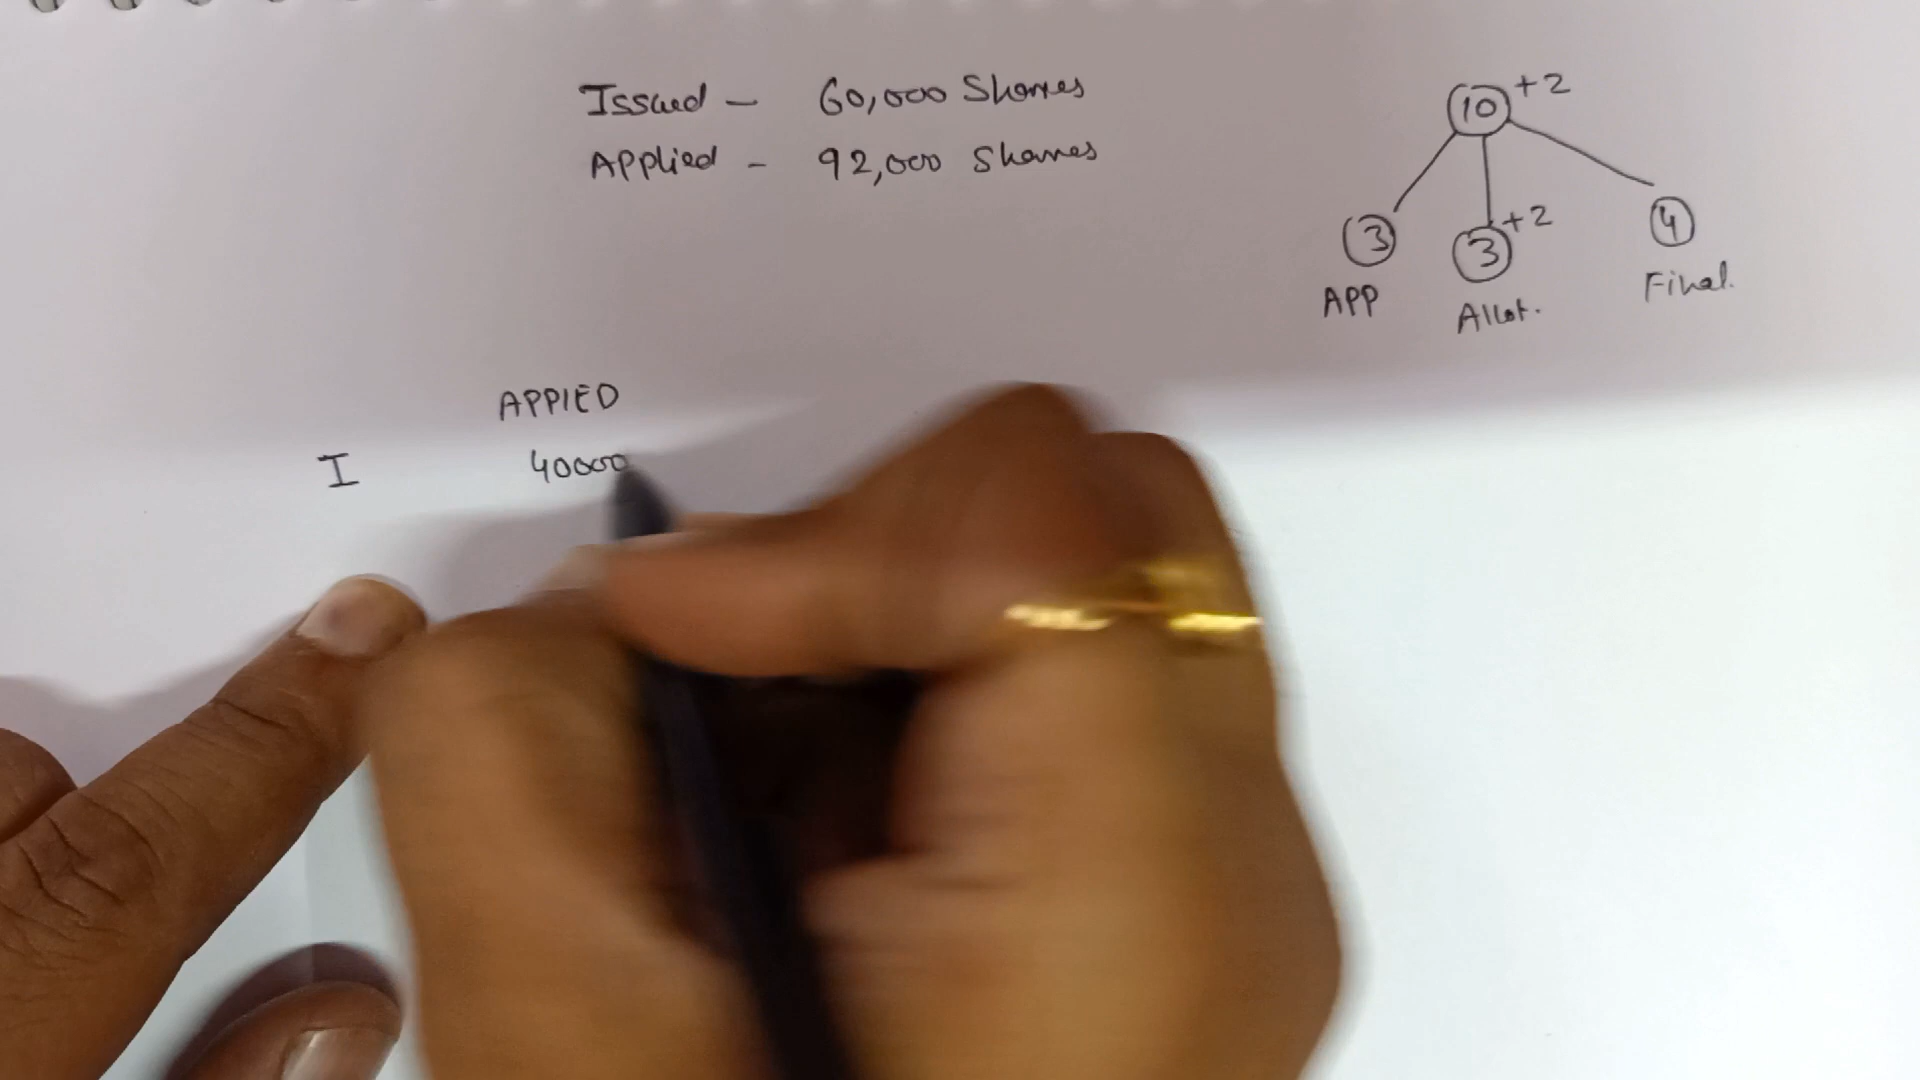 Issued - 60,000 Shares
Applied - 92,000 Shares
10 +2
3 3 +2 4
APP Allot. Final.
APPIED
I 40000